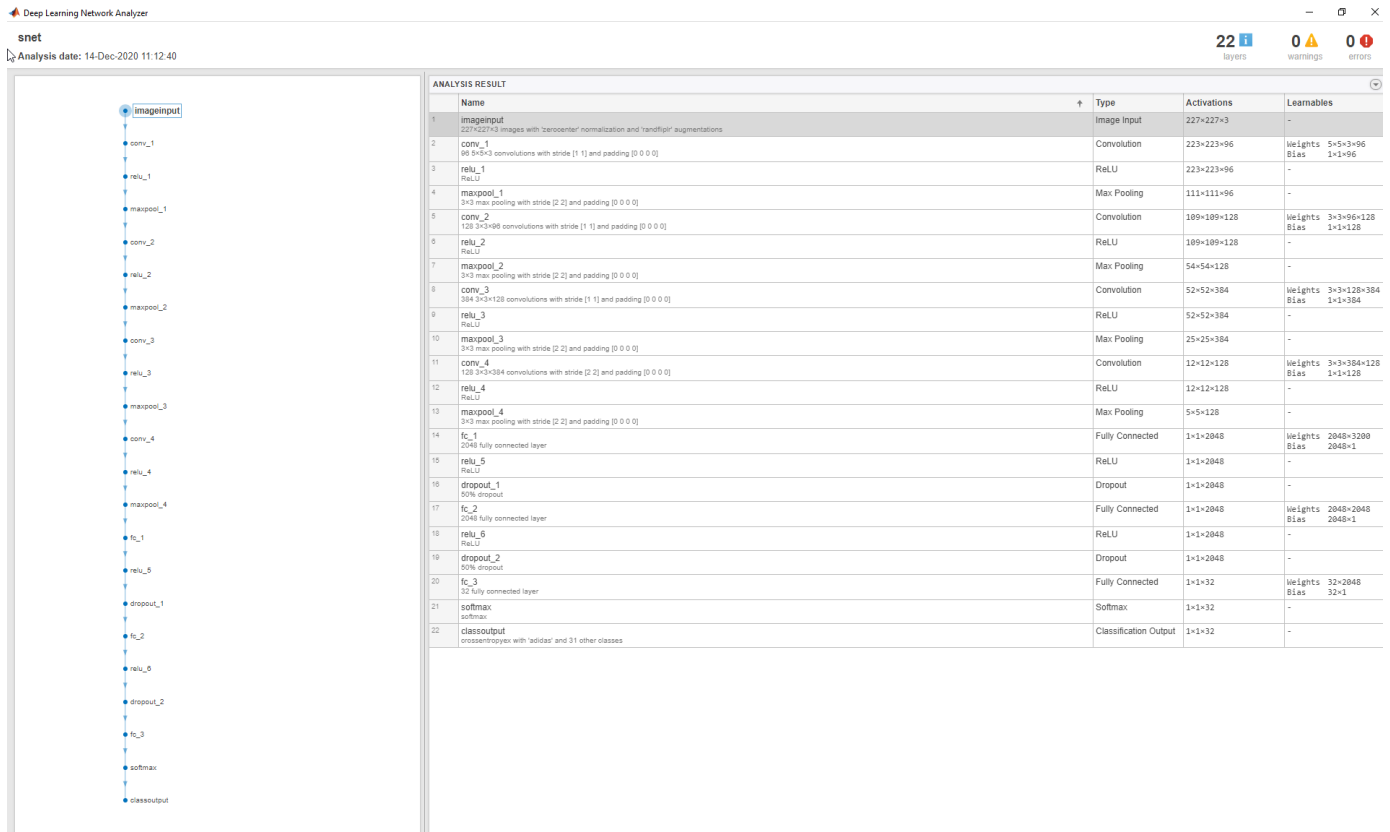 Deep Learning Network Analyzer
snet
Analysis date: 14-Dec-2020 11:12:40
22 i
layers
0
warnings
0
errors
imageinput
conv_1
relu_1
maxpool_1
conv_2
relu_2
maxpool_2
conv_3
relu_3
maxpool_3
conv_4
relu_4
maxpool_4
fc_1
relu_5
dropout_1
fc_2
relu_6
dropout_2
fc_3
softmax
classoutput
ANALYSIS RESULT
Name Type Activations Learnables
1 imageinput Image Input 227×227×3 -
227×227×3 images with 'zerocenter' normalization and 'randfliplr' augmentations
2 conv_1 Convolution 223×223×96 Weights 5×5×3×96
96 5×5×3 convolutions with stride [1 1] and padding [0 0 0 0] Bias 1×1×96
3 relu_1 ReLU 223×223×96 -
ReLU
4 maxpool_1 Max Pooling 111×111×96 -
3×3 max pooling with stride [2 2] and padding [0 0 0 0]
5 conv_2 Convolution 109×109×128 Weights 3×3×96×128
128 3×3×96 convolutions with stride [1 1] and padding [0 0 0 0] Bias 1×1×128
6 relu_2 ReLU 109×109×128 -
ReLU
7 maxpool_2 Max Pooling 54×54×128 -
3×3 max pooling with stride [2 2] and padding [0 0 0 0]
8 conv_3 Convolution 52×52×384 Weights 3×3×128×384
384 3×3×128 convolutions with stride [1 1] and padding [0 0 0 0] Bias 1×1×384
9 relu_3 ReLU 52×52×384 -
ReLU
10 maxpool_3 Max Pooling 25×25×384 -
3×3 max pooling with stride [2 2] and padding [0 0 0 0]
11 conv_4 Convolution 12×12×128 Weights 3×3×384×128
128 3×3×384 convolutions with stride [2 2] and padding [0 0 0 0] Bias 1×1×128
12 relu_4 ReLU 12×12×128 -
ReLU
13 maxpool_4 Max Pooling 5×5×128 -
3×3 max pooling with stride [2 2] and padding [0 0 0 0]
14 fc_1 Fully Connected 1×1×2048 Weights 2048×3200
2048 fully connected layer Bias 2048×1
15 relu_5 ReLU 1×1×2048 -
ReLU
16 dropout_1 Dropout 1×1×2048 -
50% dropout
17 fc_2 Fully Connected 1×1×2048 Weights 2048×2048
2048 fully connected layer Bias 2048×1
18 relu_6 ReLU 1×1×2048 -
ReLU
19 dropout_2 Dropout 1×1×2048 -
50% dropout
20 fc_3 Fully Connected 1×1×32 Weights 32×2048
32 fully connected layer Bias 32×1
21 softmax Softmax 1×1×32 -
softmax
22 classoutput Classification Output 1×1×32 -
crossentropyex with 'adidas' and 31 other classes